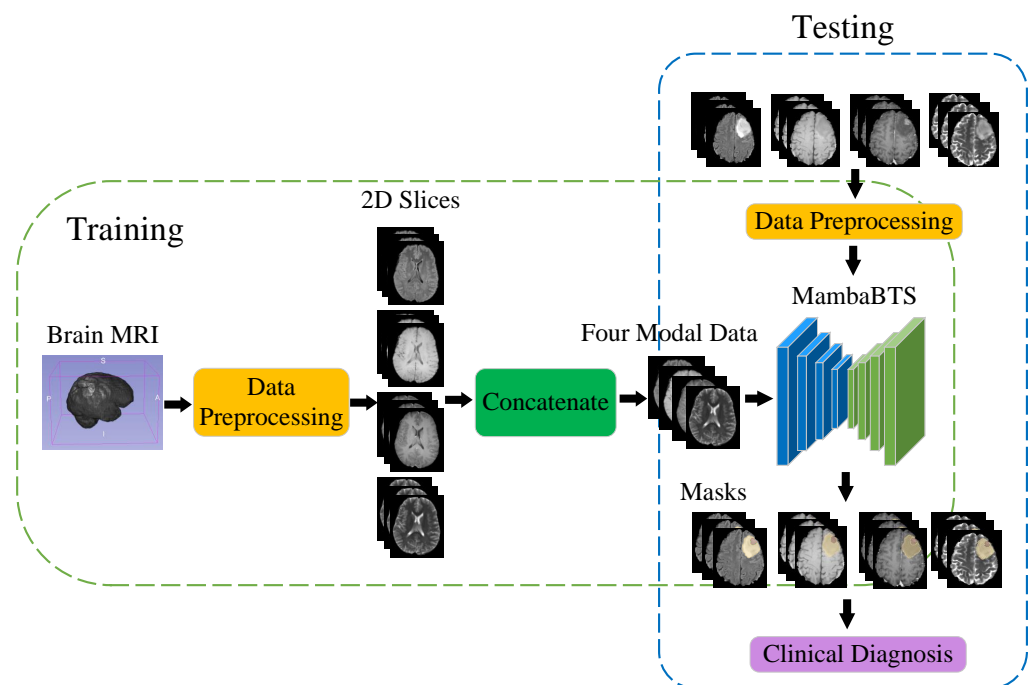 Testing
Training
2D Slices
Data Preprocessing
MambaBTS
Brain MRI
S
P
A
I
Data
Preprocessing
Concatenate
Four Modal Data
Masks
Clinical Diagnosis